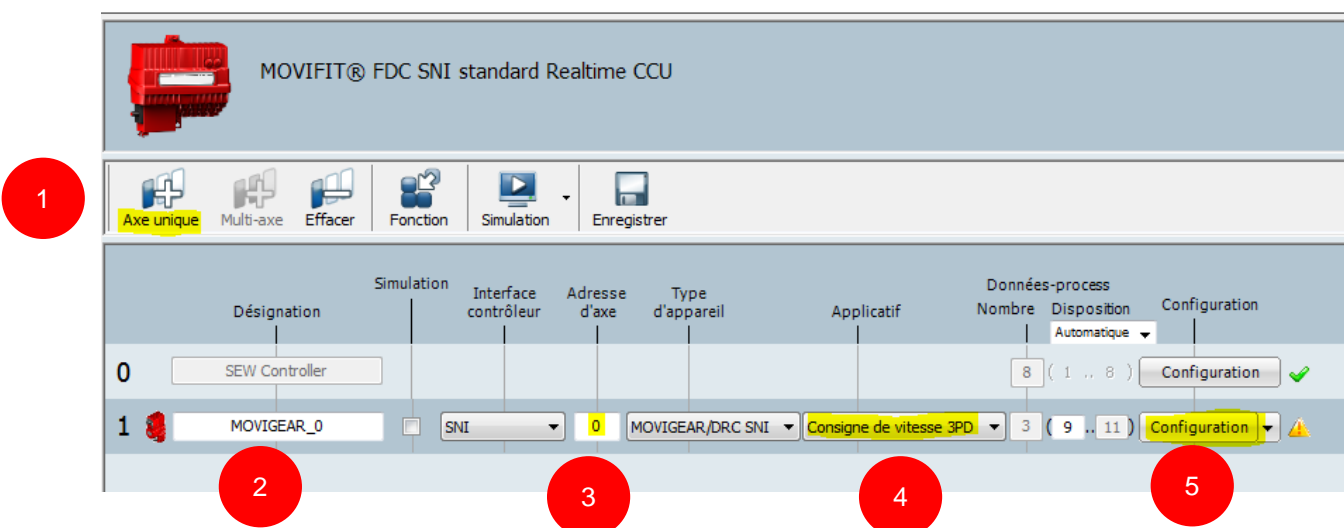 MOVIFIT® FDC SNI standard Realtime CCU
1
Axe unique Multi-axe Effacer Fonction Simulation Enregistrer
Simulation Données-process
Interface Adresse Type
Désignation contrôleur d'axe d'appareil Applicatif Nombre Disposition Configuration
Automatique
0 SEW Controller 8 ( 1 .. 8 ) Configuration
1 MOVIGEAR_0 SNI 0 MOVIGEAR/DRC SNI Consigne de vitesse 3PD 3 ( 9 .. 11 ) Configuration
2 3 4 5